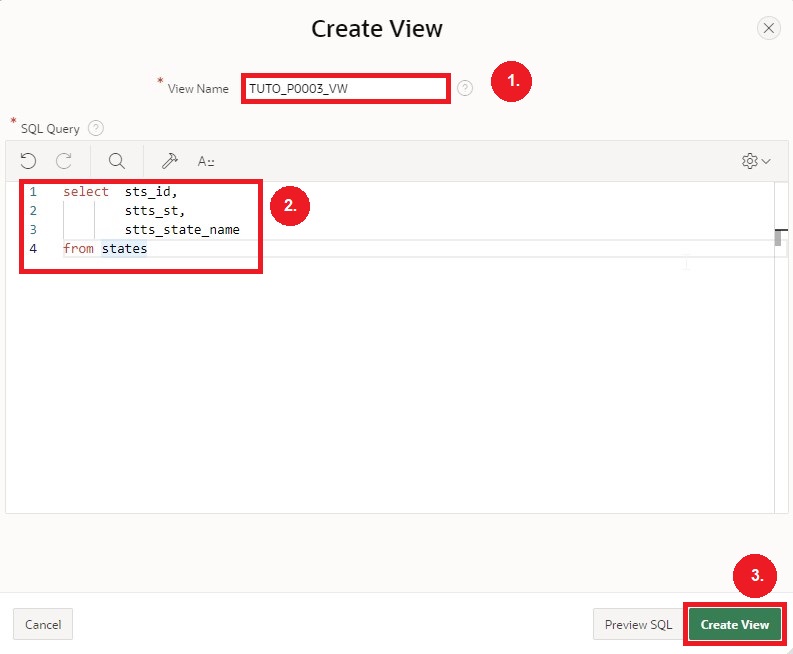 Create View
* View Name TUTO_P0003_VW ? 1.
* SQL Query ?
A::
1 select sts_id,
2 stts_st,
3 stts_state_name
4 from states
2.
3.
Cancel Preview SQL Create View